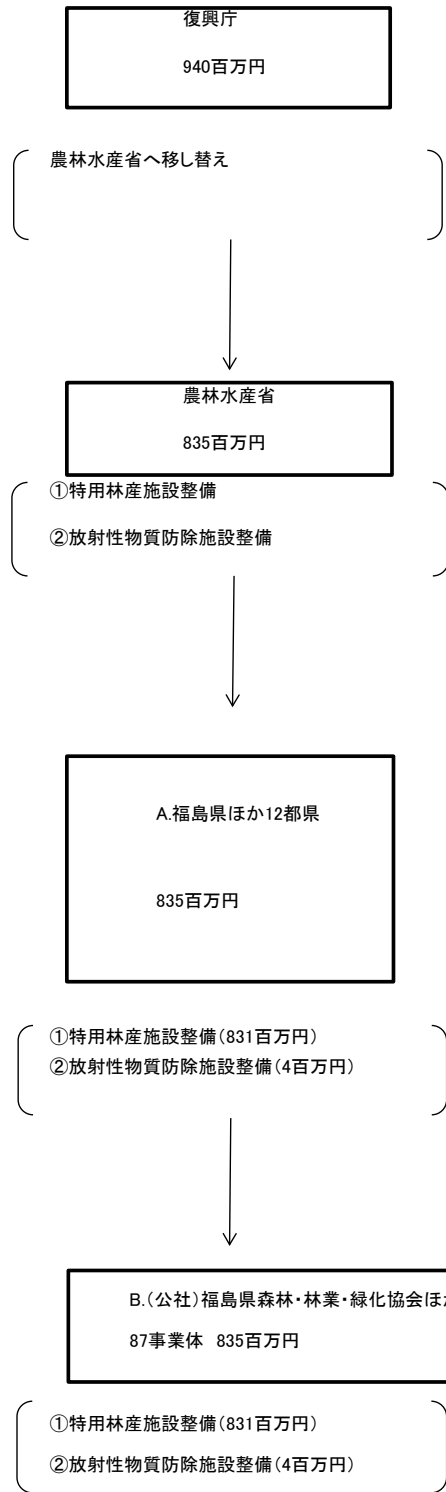 復興庁
940百万円
農林水産省へ移し替え
農林水産省
835百万円
①特用林産施設整備
②放射性物質防除施設整備
A.福島県ほか12都県
835百万円
①特用林産施設整備(831百万円)
②放射性物質防除施設整備(4百万円)
B.(公社)福島県森林・林業・緑化協会ほか
87事業体 835百万円
①特用林産施設整備(831百万円)
②放射性物質防除施設整備(4百万円)